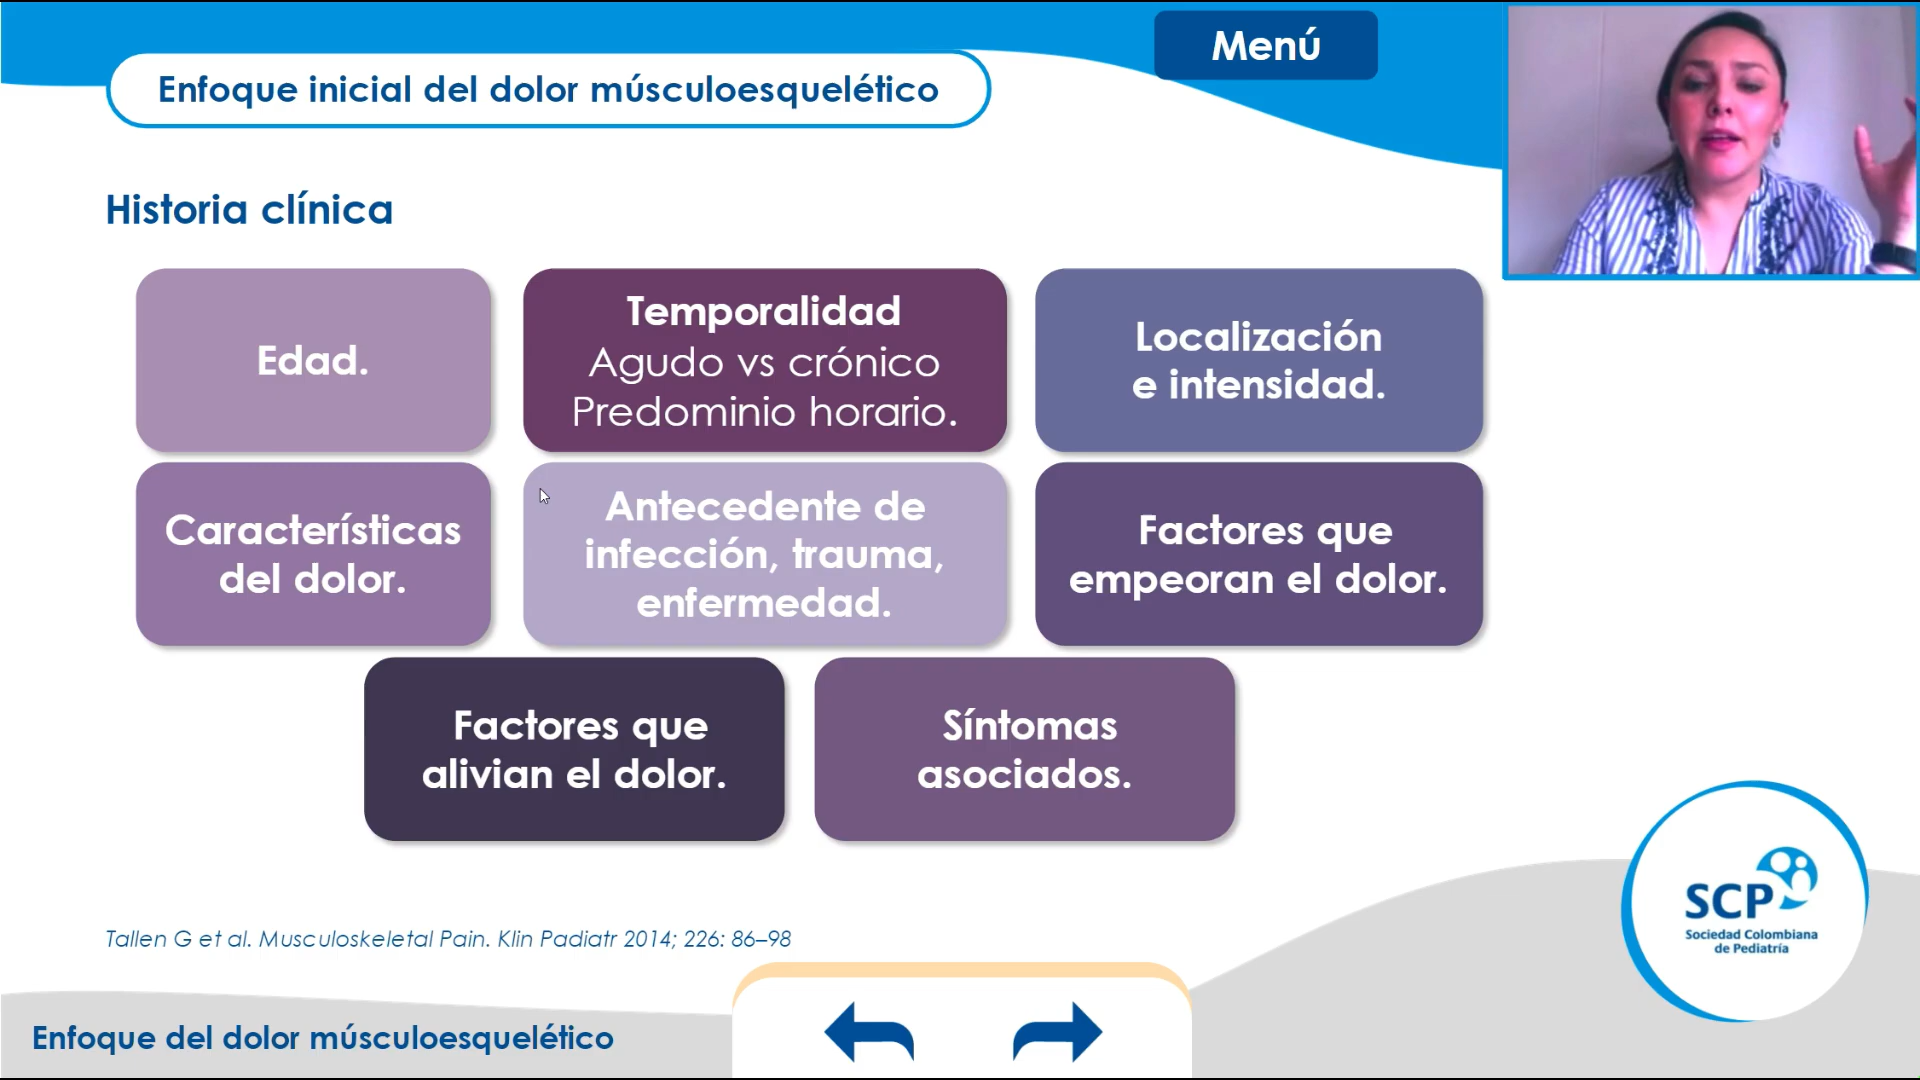 Menú
Enfoque inicial del dolor músculoesquelético
Historia clínica
Edad.
Temporalidad
Agudo vs crónico
Predominio horario.
Localización
e intensidad.
Características
del dolor.
Antecedente de
infección, trauma,
enfermedad.
Factores que
empeoran el dolor.
Factores que
alivian el dolor.
Síntomas
asociados.
Tallen G et al. Musculoskeletal Pain. Klin Padiatr 2014; 226: 86–98
SCP
Sociedad Colombiana
de Pediatría
Enfoque del dolor músculoesquelético